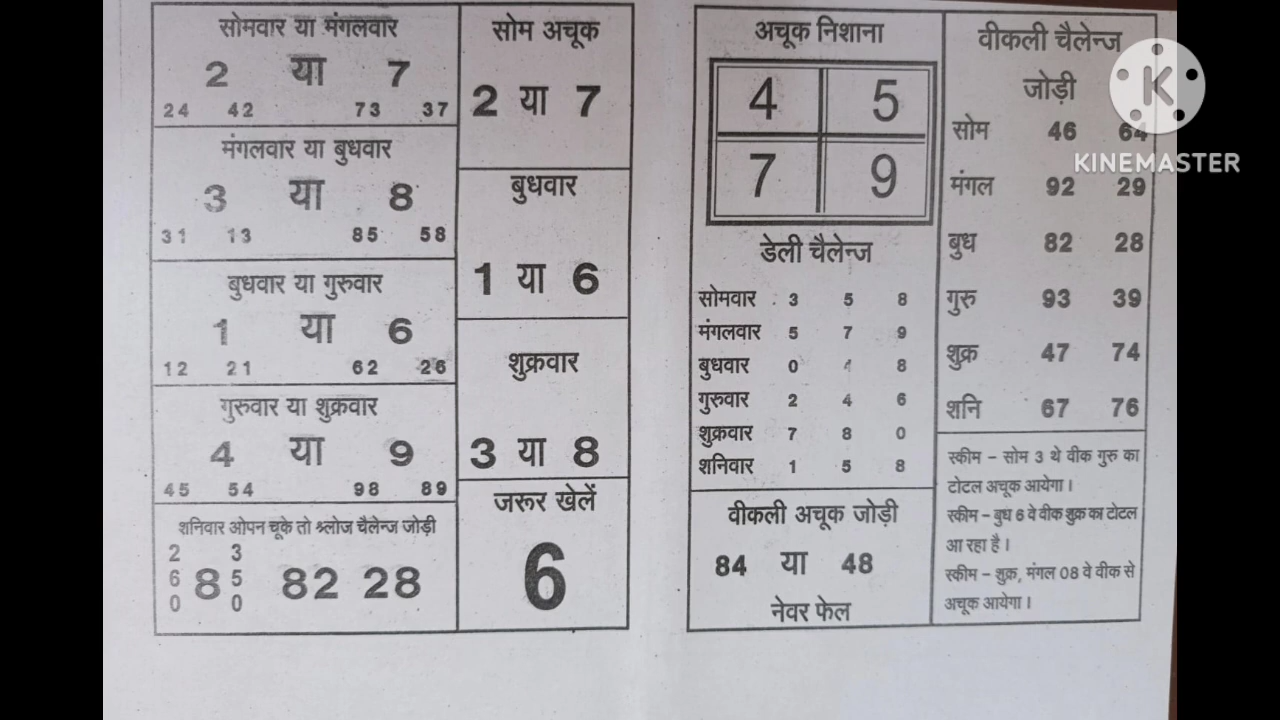 सोमवार या मंगलवार
2 या 7
24 42 73 37
मंगलवार या बुधवार
3 या 8
31 13 85 58
बुधवार या गुरुवार
1 या 6
12 21 62 26
गुरुवार या शुक्रवार
4 या 9
45 54 98 89
शनिवार ओपन चूके तो श्लोज चैलेन्ज जोड़ी
2 3
6 8 5 82 28
0 0
सोम अचूक
2 या 7
बुधवार
1 या 6
शुक्रवार
3 या 8
जरूर खेलें
6
अचूक निशाना
4 5
7 9
डेली चैलेन्ज
सोमवार 3 5 8
मंगलवार 5 7 9
बुधवार 0 8
गुरुवार 2 4 6
शुक्रवार 7 8 0
शनिवार 1 5 8
वीकली अचूक जोड़ी
84 या 48
नेवर फेल
वीकली चैलेन्ज
जोड़ी
सोम 46 64
मंगल 92 29
बुध 82 28
गुरु 93 39
शुक्र 47 74
शनि 67 76
स्कीम – सोम 3 थे वीक गुरु का
टोटल अचूक आयेगा।
स्कीम – बुध 6 वे वीक शुक्र का टोटल
आ रहा है।
स्कीम – शुक्र, मंगल 08 वे वीक से
अचूक आयेगा।
K
KINEMASTER